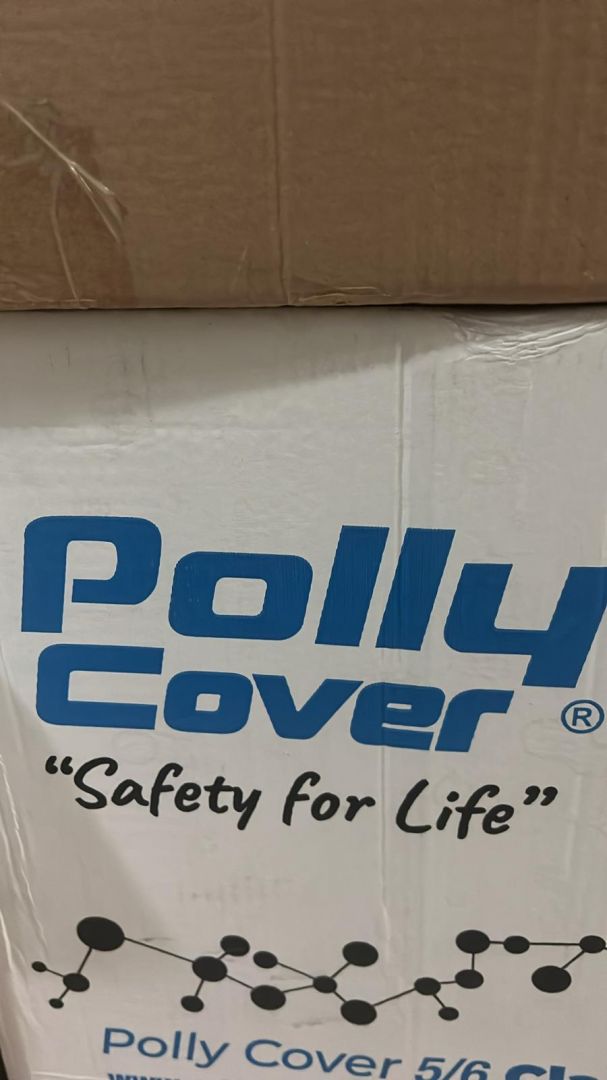 Polly
Cover ®
“Safety for Life”
Polly Cover 5/6